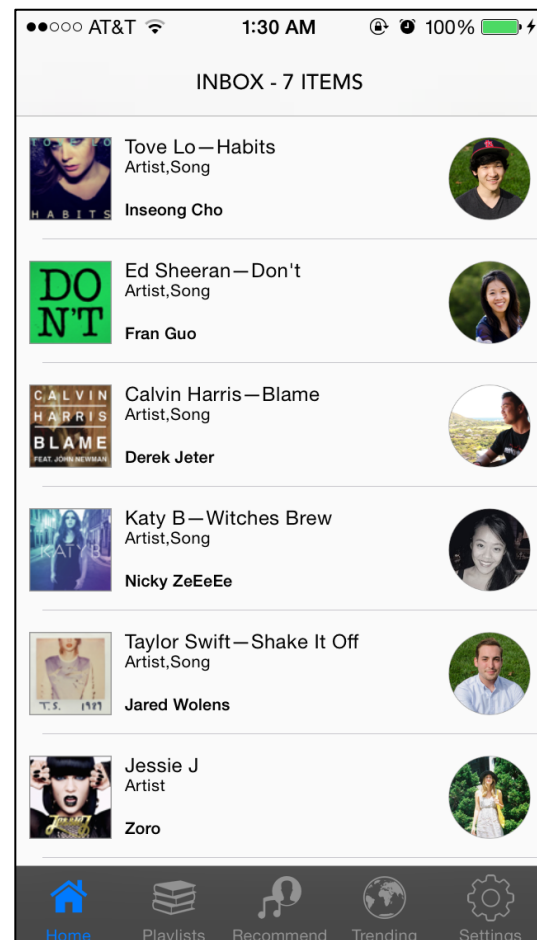 AT&T 1:30 AM 100%
INBOX - 7 ITEMS
TOVE LO
HABITS
Tove Lo—Habits
Artist,Song
Inseong Cho
DO
N'T
Ed Sheeran—Don't
Artist,Song
Fran Guo
CALVIN
HARRIS
BLAME
FEAT. JOHN NEWMAN
Calvin Harris—Blame
Artist,Song
Derek Jeter
KATY B
Katy B—Witches Brew
Artist,Song
Nicky ZeEeEe
T.S. 1989
Taylor Swift—Shake It Off
Artist,Song
Jared Wolens
Jessie J
Artist
Zoro
Home Playlists Recommend Trending Settings